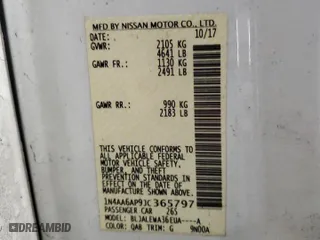 MFD BY NISSAN MOTOR CO., LTD.
DATE: 10/17
GVWR: 2105 KG
4641 LB
GAWR FR.: 1130 KG
2491 LB
GAWR RR.: 990 KG
2183 LB
THIS VEHICLE CONFORMS TO ALL APPLICABLE
FEDERAL MOTOR VEHICLE SAFETY,
BUMPER, AND THEFT PREVENTION STANDARDS
IN EFFECT ON THE DATE OF MANUFACTURE
SHOWN ABOVE.
1N4AA6AP9JC365797
PASSENGER CAR 265
MODEL BLJALEWA36EUA----A
COLOR: QAB TRIM: G 9N00A
DREAMBID